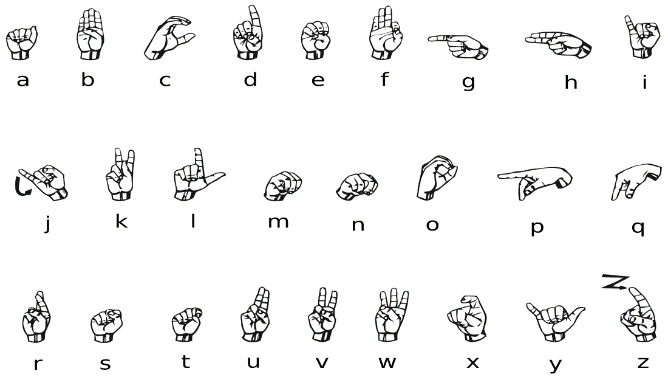 a b c d e f g h i
j k l m n o p q
r s t u v w x y z